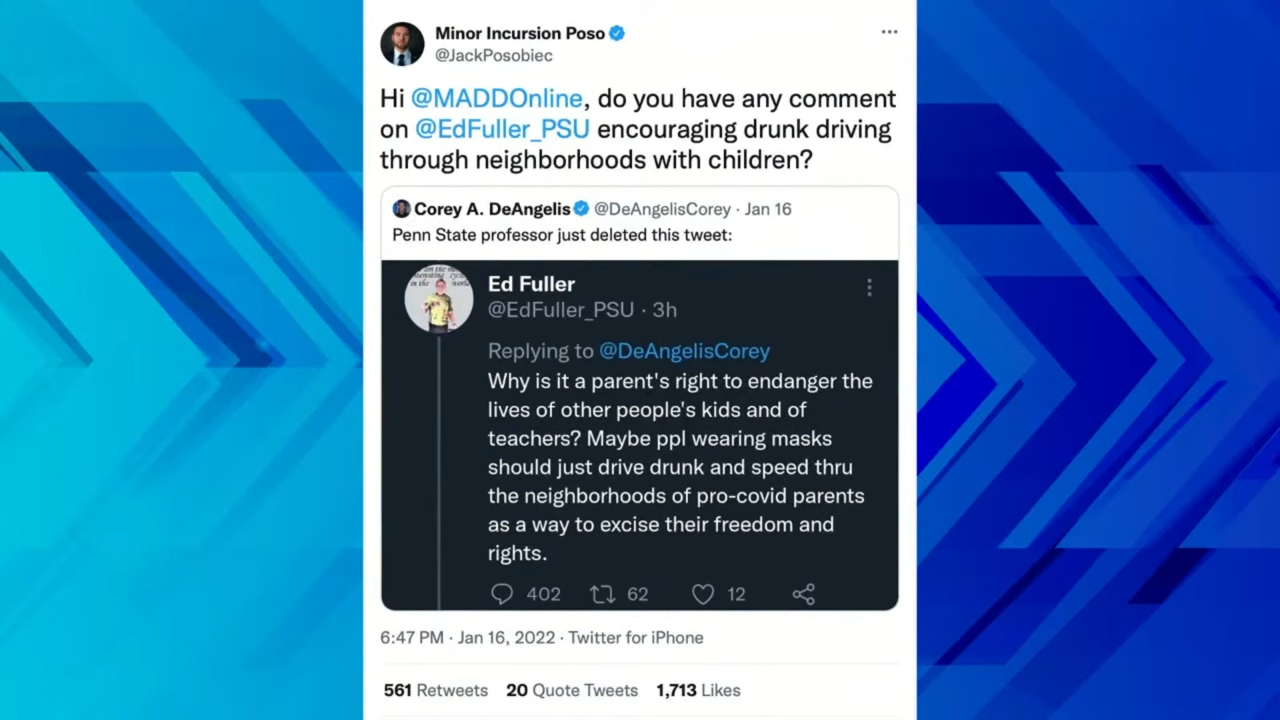 Minor Incursion Poso
@JackPosobiec
Hi @MADDOnline, do you have any comment
on @EdFuller_PSU encouraging drunk driving
through neighborhoods with children?
Corey A. DeAngelis @DeAngelisCorey · Jan 16
Penn State professor just deleted this tweet:
Ed Fuller
@EdFuller_PSU · 3h
Replying to @DeAngelisCorey
Why is it a parent's right to endanger the
lives of other people's kids and of
teachers? Maybe ppl wearing masks
should just drive drunk and speed thru
the neighborhoods of pro-covid parents
as a way to excise their freedom and
rights.
402 62 12
6:47 PM · Jan 16, 2022 · Twitter for iPhone
561 Retweets 20 Quote Tweets 1,713 Likes